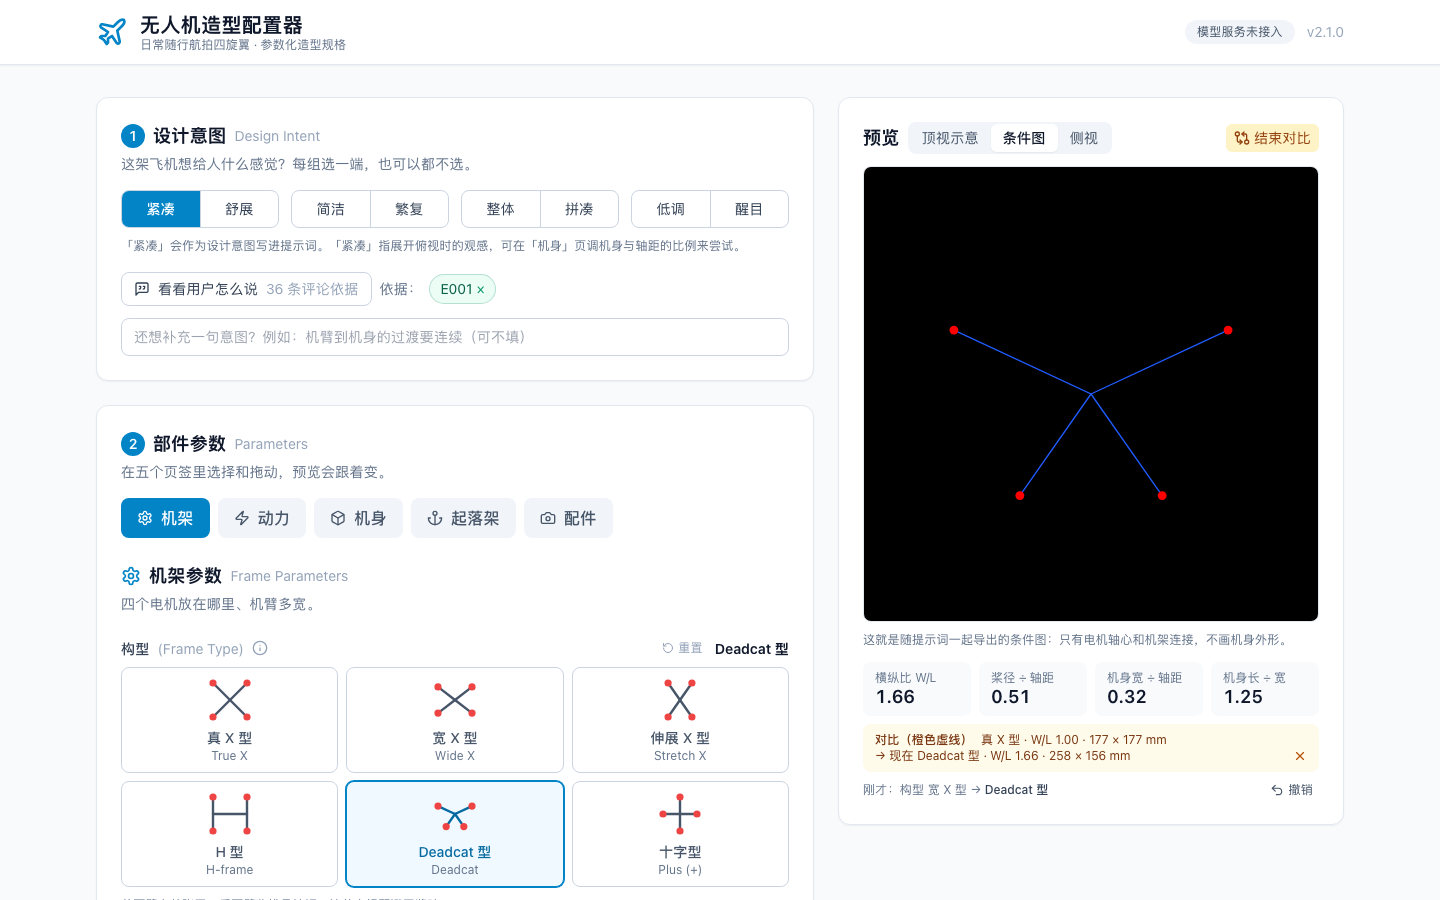 无人机造型配置器
日常随行航拍四旋翼 · 参数化造型规格
模型服务未接入
v2.1.0
1 设计意图 Design Intent
这架飞机想给人什么感觉？每组选一端，也可以都不选。
紧凑 舒展 简洁 繁复 整体 拼凑 低调 醒目
「紧凑」会作为设计意图写进提示词。「紧凑」指展开俯视时的观感，可在「机身」页调机身与轴距的比例来尝试。
看看用户怎么说 36 条评论依据 依据： E001 ×
还想补充一句意图？例如：机臂到机身的过渡要连续（可不填）
2 部件参数 Parameters
在五个页签里选择和拖动，预览会跟着变。
机架 动力 机身 起落架 配件
机架参数 Frame Parameters
四个电机放在哪里、机臂多宽。
构型 (Frame Type) 重置 Deadcat 型
真 X 型 宽 X 型 伸展 X 型
True X Wide X Stretch X
H 型 Deadcat 型 十字型
H-frame Deadcat Plus (+)
预览 顶视示意 条件图 侧视 结束对比
这就是随提示词一起导出的条件图：只有电机轴心和机架连接，不画机身外形。
横纵比 W/L 桨径 ÷ 轴距 机身宽 ÷ 轴距 机身长 ÷ 宽
1.66 0.51 0.32 1.25
对比（橙色虚线） 真 X 型 · W/L 1.00 · 177 × 177 mm
→ 现在 Deadcat 型 · W/L 1.66 · 258 × 156 mm
刚才：构型 宽 X 型 → Deadcat 型 撤销